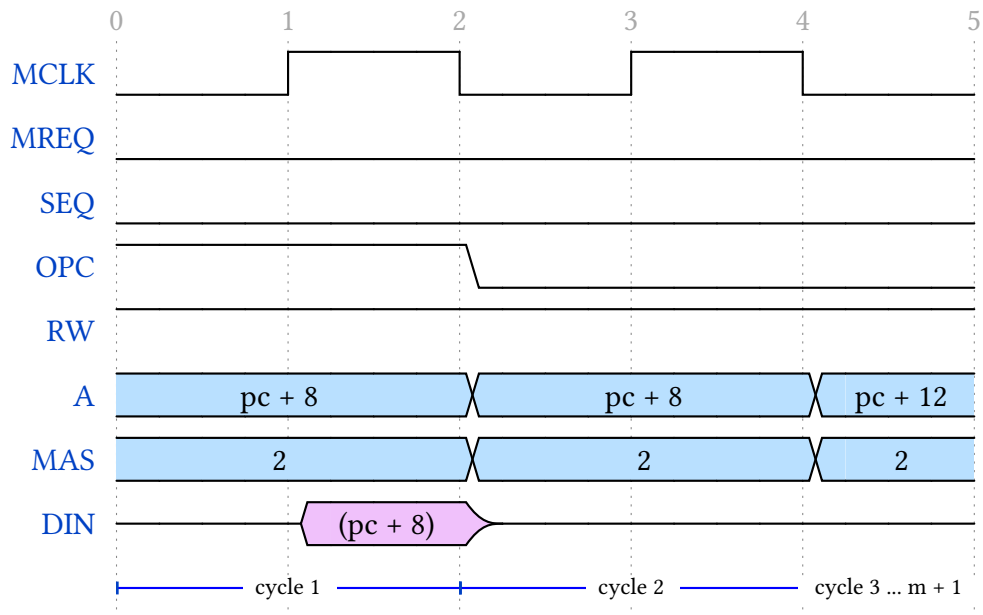 0 1 2 3 4 5
MCLK
MREQ
SEQ
OPC
RW
A pc + 8 pc + 8 pc + 12
MAS 2 2 2
DIN (pc + 8)
cycle 1 cycle 2 cycle 3 ... m + 1